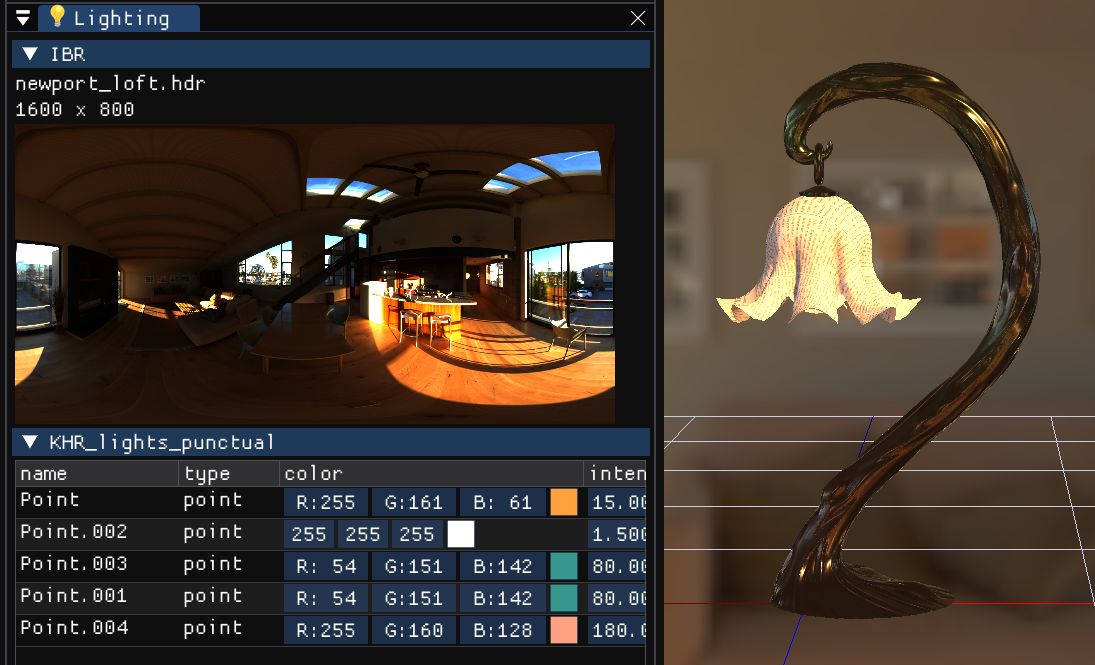 Lighting
IBR
newport_loft.hdr
1600 x 800
KHR_lights_punctual
name type color inten
Point point R:255 G:161 B: 61 15.00
Point.002 point 255 255 255 1.500
Point.003 point R: 54 G:151 B:142 80.00
Point.001 point R: 54 G:151 B:142 80.00
Point.004 point R:255 G:160 B:128 180.0